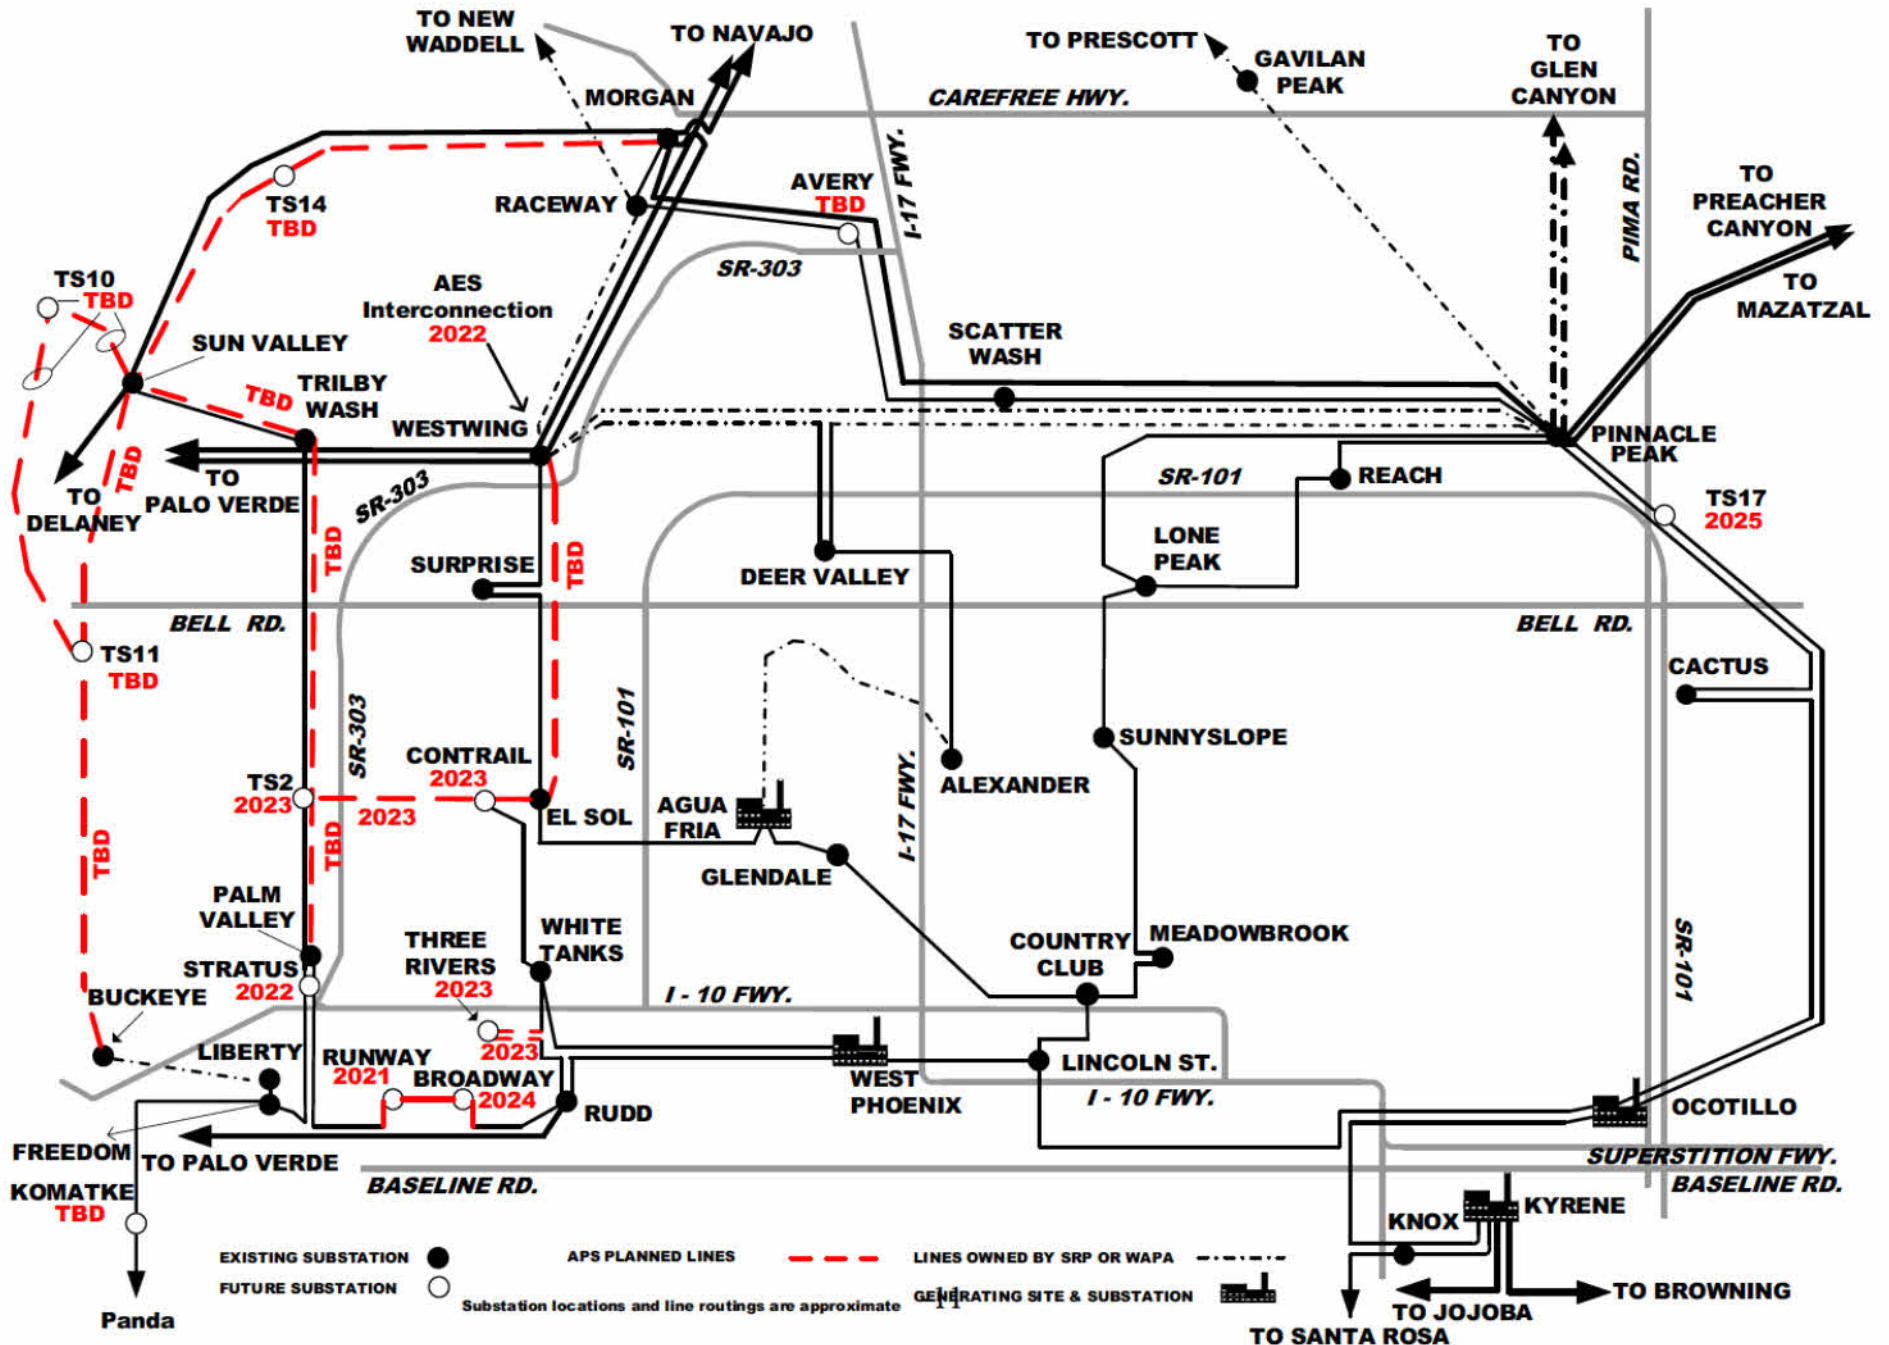 TO NEW
WADDELL
TO NAVAJO
TO PRESCOTT
GAVILAN
PEAK
TO
GLEN
CANYON
MORGAN
CAREFREE HWY.
I-17 FWY.
PIMA RD.
TO
PREACHER
CANYON
TO
MAZATZAL
TS14
TBD
RACEWAY
AVERY
TBD
SR-303
TS10
TBD
AES
Interconnection
2022
SUN VALLEY
SCATTER
WASH
TRILBY
WASH
TBD
WESTWING
PINNACLE
PEAK
TBD
TO
PALO VERDE
SR-303
TO
DELANEY
SR-101
REACH
TS17
2025
TBD
SURPRISE
TBD
DEER VALLEY
LONE
PEAK
BELL RD.
BELL RD.
TS11
TBD
CACTUS
SR-303
SR-101
SUNNYSLOPE
CONTRAIL
2023
TS2
2023
2023
EL SOL
AGUA
FRIA
I-17 FWY.
ALEXANDER
TBD
TBD
GLENDALE
PALM
VALLEY
WHITE
TANKS
THREE
RIVERS
2023
COUNTRY
CLUB
MEADOWBROOK
SR-101
STRATUS
2022
BUCKEYE
I - 10 FWY.
LIBERTY
RUNWAY
2021
2023
BROADWAY
2024
RUDD
WEST
PHOENIX
LINCOLN ST.
I - 10 FWY.
OCOTILLO
FREEDOM
TO PALO VERDE
SUPERSTITION FWY.
BASELINE RD.
BASELINE RD.
KOMATKE
TBD
KNOX
KYRENE
EXISTING SUBSTATION
APS PLANNED LINES
LINES OWNED BY SRP OR WAPA
FUTURE SUBSTATION
Substation locations and line routings are approximate
11
GENERATING SITE & SUBSTATION
TO BROWNING
TO JOJOBA
TO SANTA ROSA
Panda